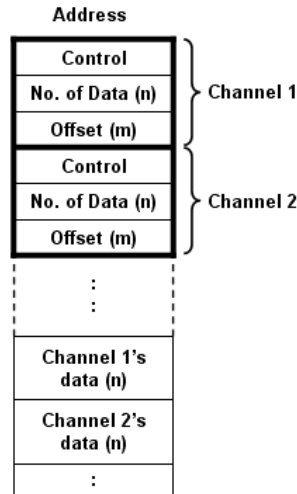 Address
Control
No. of Data (n)
Offset (m)
Channel 1
Control
No. of Data (n)
Offset (m)
Channel 2
:
:
Channel 1's
data (n)
Channel 2's
data (n)
: